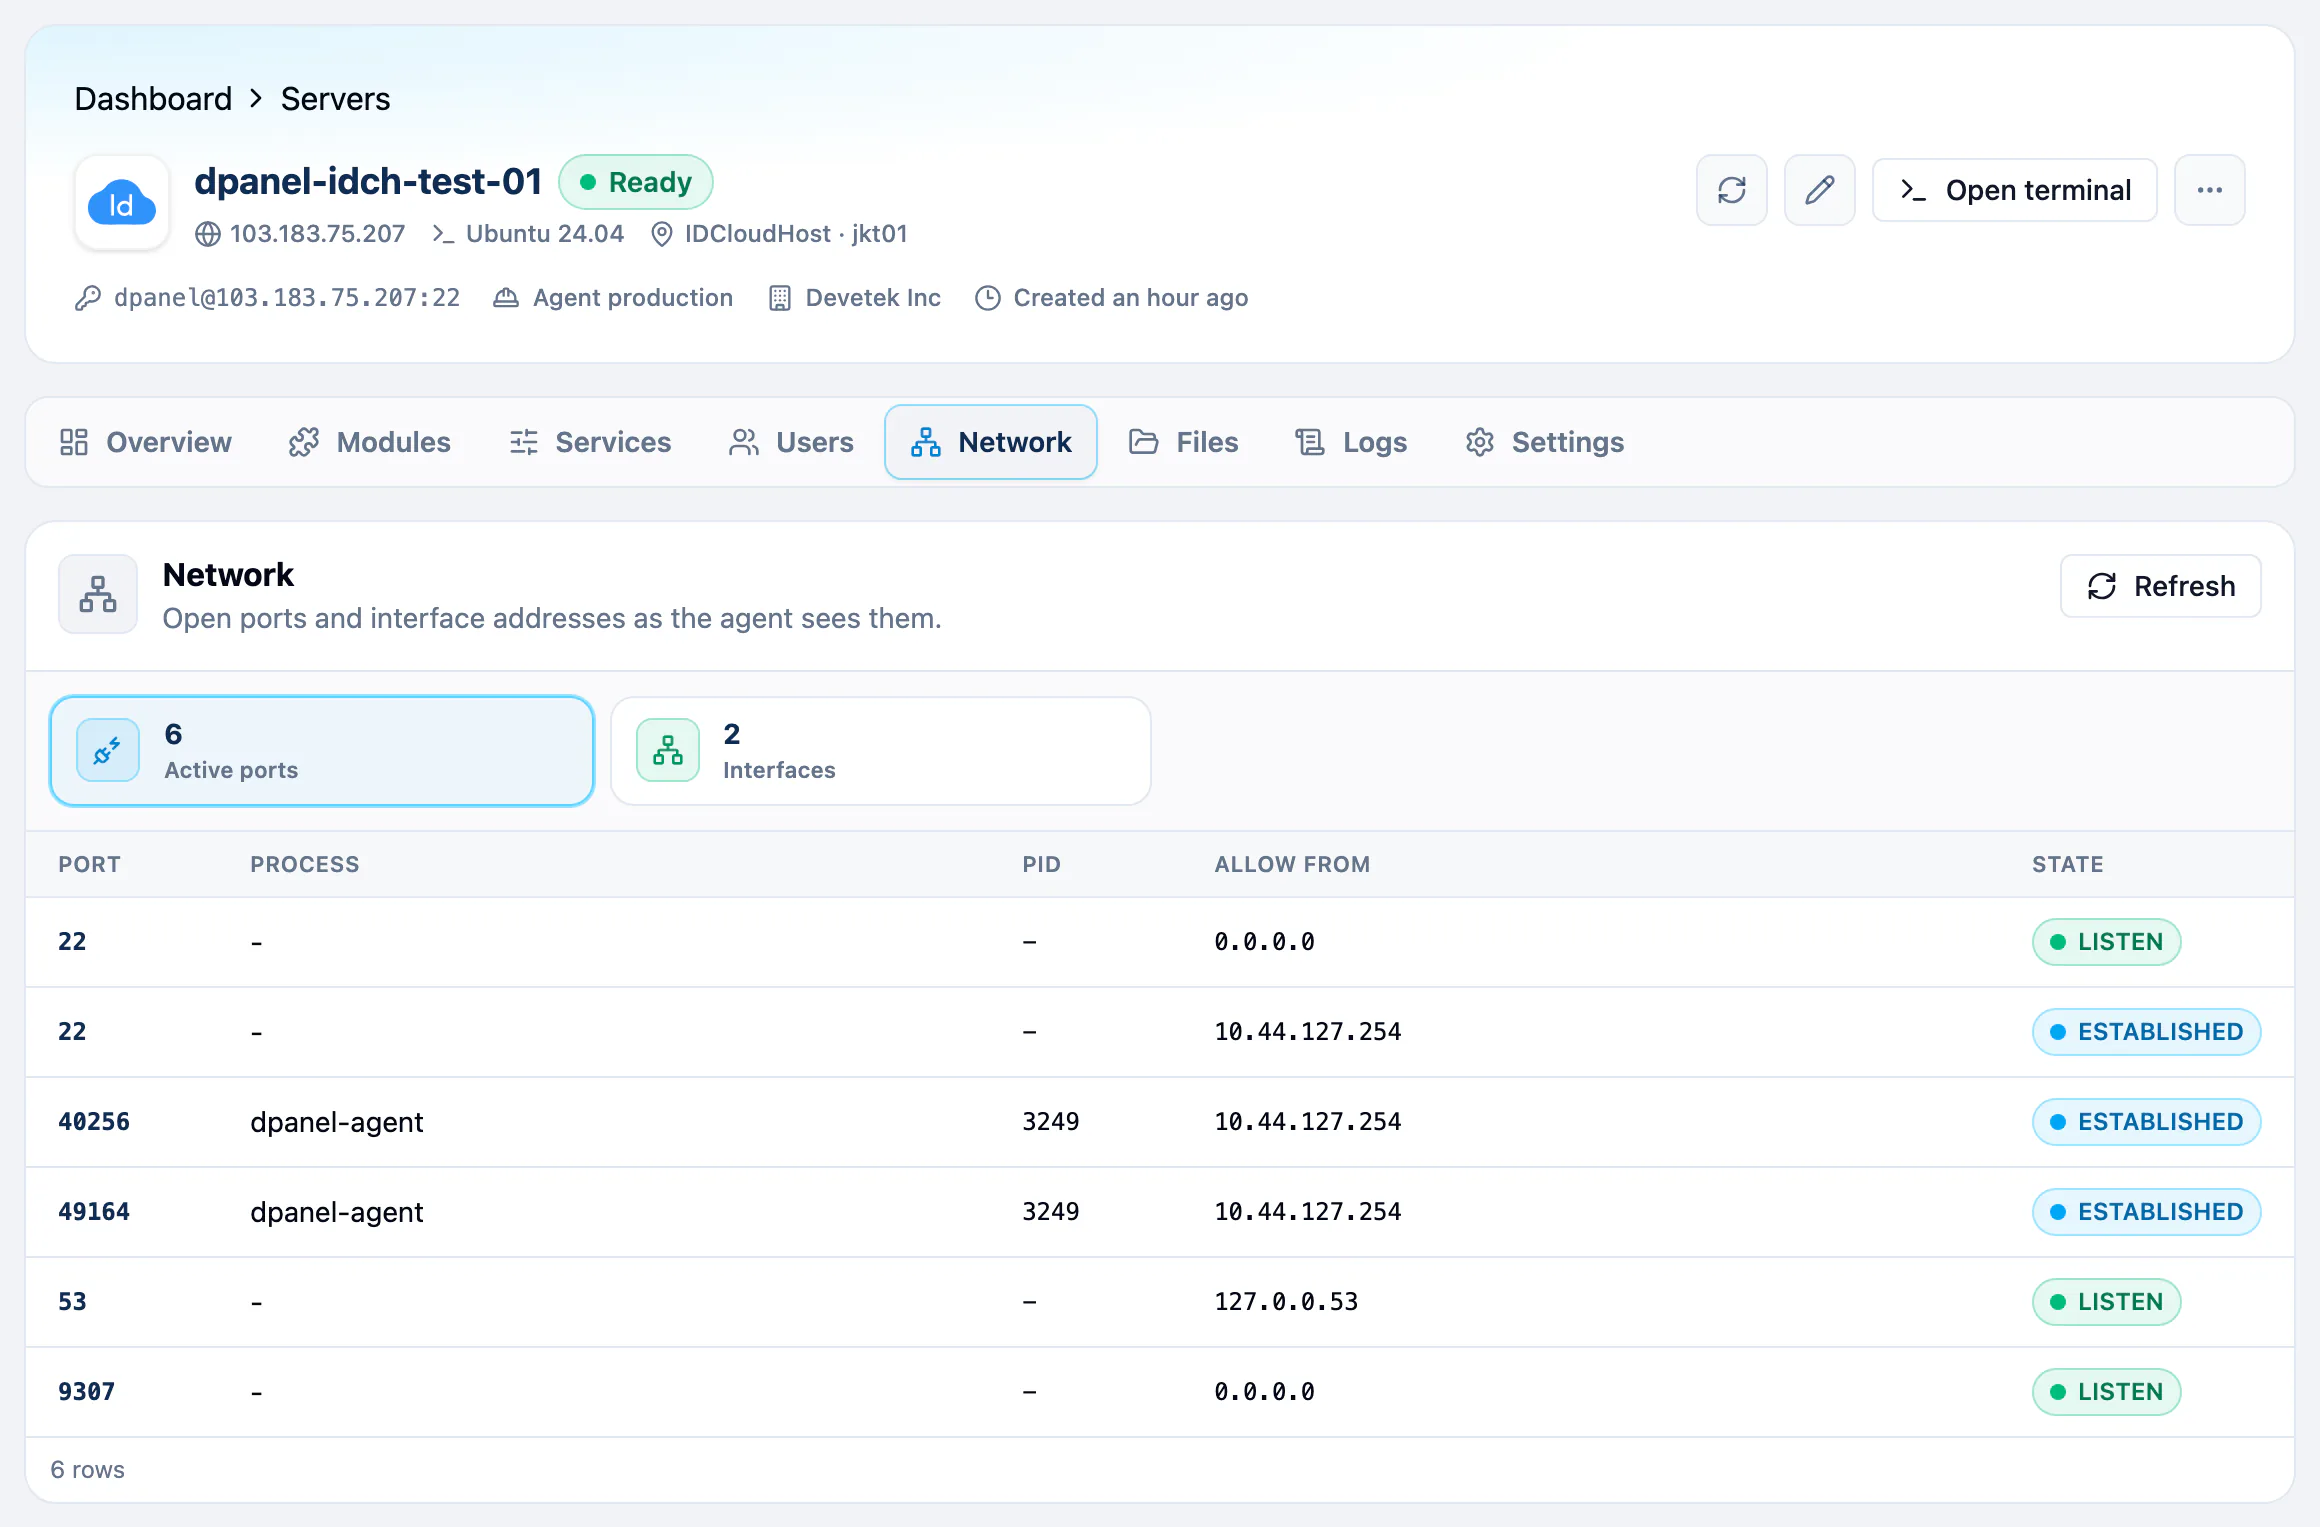 Dashboard > Servers
Id
dpanel-idch-test-01
Ready
103.183.75.207
>_ Ubuntu 24.04
IDCloudHost · jkt01
>_ Open terminal
dpanel@103.183.75.207:22
Agent production
Devetek Inc
Created an hour ago
Overview
Modules
Services
Users
Network
Files
Logs
Settings
Network
Open ports and interface addresses as the agent sees them.
Refresh
6
Active ports
2
Interfaces
PORT PROCESS PID ALLOW FROM STATE
22 - – 0.0.0.0 LISTEN
22 - – 10.44.127.254 ESTABLISHED
40256 dpanel-agent 3249 10.44.127.254 ESTABLISHED
49164 dpanel-agent 3249 10.44.127.254 ESTABLISHED
53 - – 127.0.0.53 LISTEN
9307 - – 0.0.0.0 LISTEN
6 rows